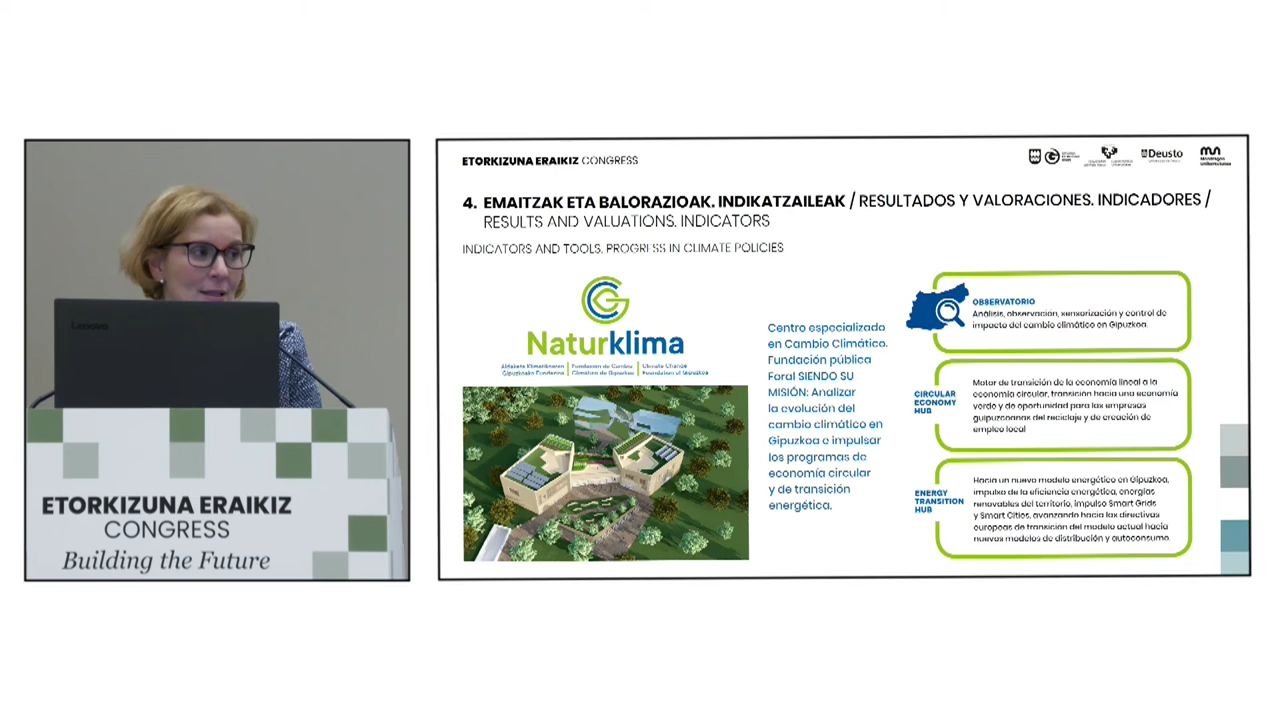 Lenovo
ETORKIZUNA ERAIKIZ
CONGRESS
Building the Future
ETORKIZUNA ERAIKIZ CONGRESS
Deusto
4. EMAITZAK ETA BALORAZIOAK. INDIKATZAILEAK / RESULTADOS Y VALORACIONES. INDICADORES /
RESULTS AND VALUATIONS. INDICATORS
INDICATORS AND TOOLS. PROGRESS IN CLIMATE POLICIES
Naturklima
Aldaketa Klimatikoaren
Gipuzkoako Fundazioa
Fundación de Cambio
Climático de Gipuzkoa
Climate Change
Foundation of Gipuzkoa
Centro especializado
en Cambio Climático.
Fundación pública
Foral SIENDO SU
MISIÓN: Analizar
la evolución del
cambio climático en
Gipuzkoa e impulsar
los programas de
economía circular
y de transición
energética.
OBSERVATORIO
Análisis, observación, sensorización y control de
impacto del cambio climático en Gipuzkoa.
CIRCULAR
ECONOMY
HUB
Motor de transición de la economía lineal a la
economía circular, transición hacia una economía
verde y de oportunidad para las empresas
guipuzcoanas del reciclaje y de creación de
empleo local
ENERGY
TRANSITION
HUB
Hacia un nuevo modelo energético en Gipuzkoa,
impulso de la eficiencia energética, energías
renovables del territorio, impulso Smart Grids
y Smart Cities, avanzando hacia las directivas
europeas de transición del modelo actual hacia
nuevos modelos de distribución y autoconsumo.